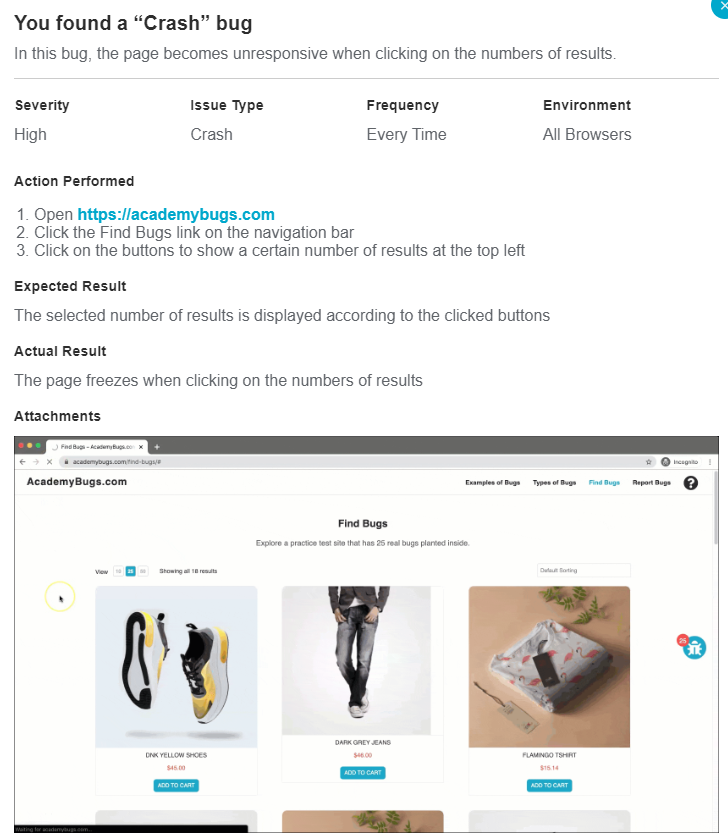 You found a “Crash” bug
In this bug, the page becomes unresponsive when clicking on the numbers of results.
Severity Issue Type Frequency Environment
High Crash Every Time All Browsers
Action Performed
1. Open https://academybugs.com
2. Click the Find Bugs link on the navigation bar
3. Click on the buttons to show a certain number of results at the top left
Expected Result
The selected number of results is displayed according to the clicked buttons
Actual Result
The page freezes when clicking on the numbers of results
Attachments
Find Bugs – AcademyBugs.co
academybugs.com/find-bugs/#
Incognito
AcademyBugs.com Examples of Bugs Types of Bugs Find Bugs Report Bugs ?
Find Bugs
Explore a practice test site that has 25 real bugs planted inside.
View 10 25 50 Showing all 18 results Default Sorting
25
DNK YELLOW SHOES DARK GREY JEANS FLAMINGO TSHIRT
$45.00 $46.00 $15.14
ADD TO CART ADD TO CART ADD TO CART
Waiting for academybugs.com...